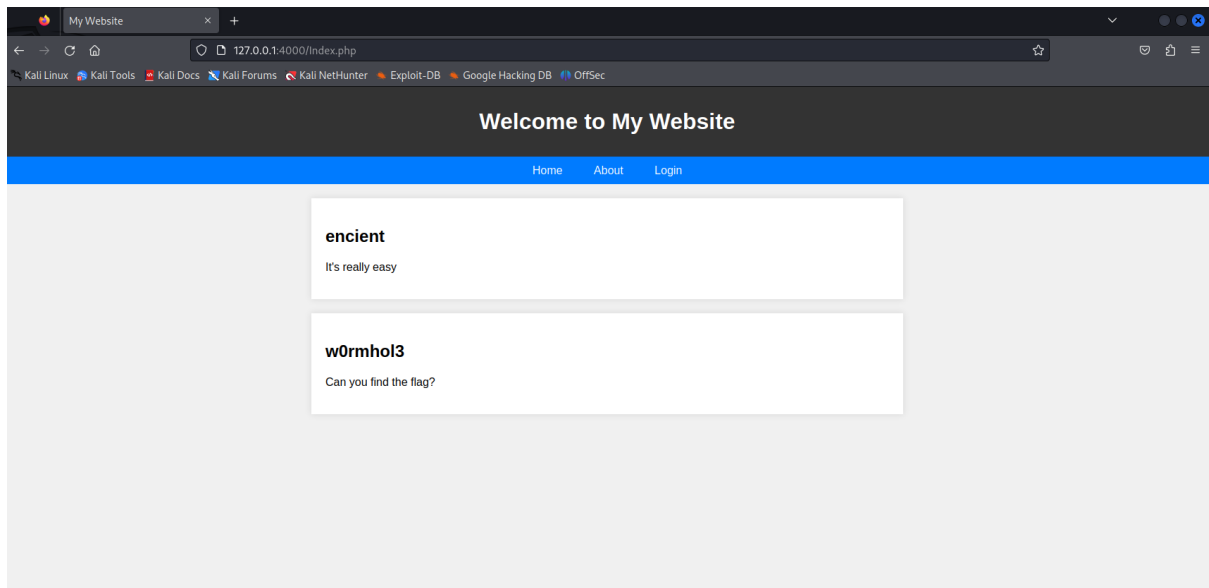 My Website
127.0.0.1:4000/Index.php
Kali Linux Kali Tools Kali Docs Kali Forums Kali NetHunter Exploit-DB Google Hacking DB OffSec
Welcome to My Website
Home About Login
encient
It's really easy
w0rmhol3
Can you find the flag?